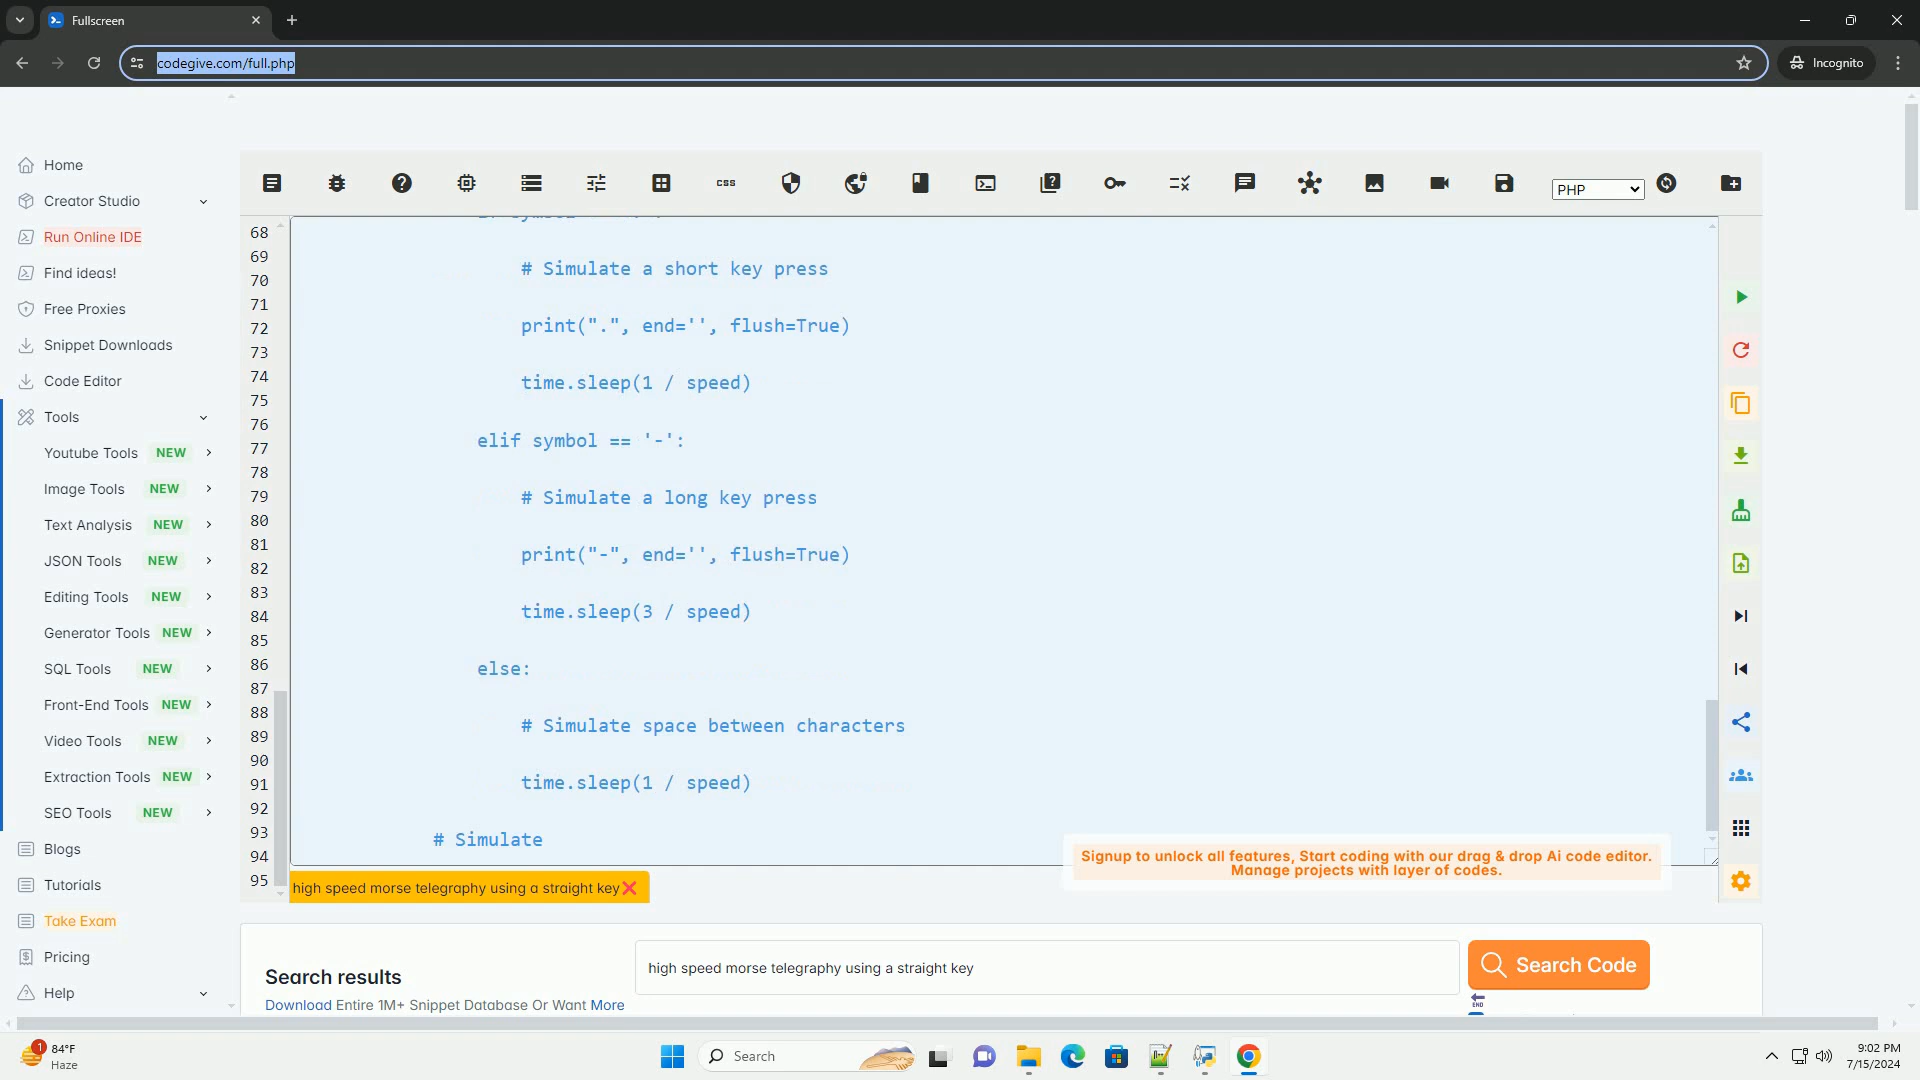 Fullscreen
codegive.com/full.php
Incognito
Home
Creator Studio
Run Online IDE
Find ideas!
Free Proxies
Snippet Downloads
Code Editor
Tools
Youtube Tools NEW
Image Tools NEW
Text Analysis NEW
JSON Tools NEW
Editing Tools NEW
Generator Tools NEW
SQL Tools NEW
Front-End Tools NEW
Video Tools NEW
Extraction Tools NEW
SEO Tools NEW
Blogs
Tutorials
Take Exam
Pricing
Help
css
PHP
68
69
70
71
72
73
74
75
76
77
78
79
80
81
82
83
84
85
86
87
88
89
90
91
92
93
94
95
# Simulate a short key press
print(".", end='', flush=True)
time.sleep(1 / speed)
elif symbol == '-':
# Simulate a long key press
print("-", end='', flush=True)
time.sleep(3 / speed)
else:
# Simulate space between characters
time.sleep(1 / speed)
# Simulate
Signup to unlock all features, Start coding with our drag & drop Ai code editor.
Manage projects with layer of codes.
high speed morse telegraphy using a straight key
Search results
Download Entire 1M+ Snippet Database Or Want More
high speed morse telegraphy using a straight key
Search Code
END
1
84°F
Haze
Search
9:02 PM
7/15/2024